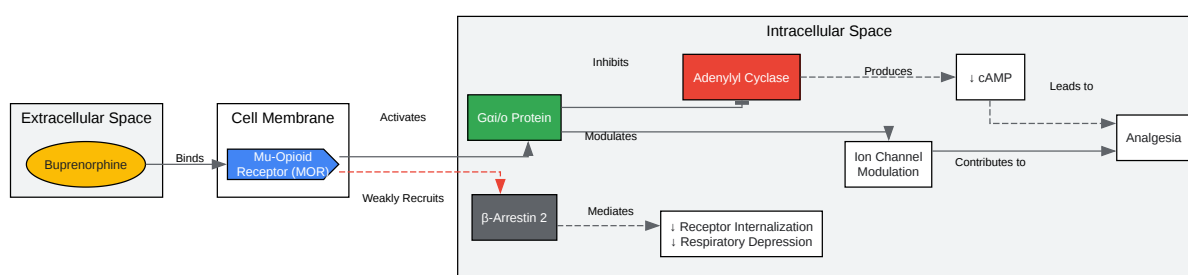 Intracellular Space
Extracellular Space
Buprenorphine
Binds
Cell Membrane
Mu-Opioid
Receptor (MOR)
Activates
Weakly Recruits
Gαi/o Protein
Inhibits
Adenylyl Cyclase
Produces
↓ cAMP
Leads to
Analgesia
Modulates
Ion Channel
Modulation
Contributes to
β-Arrestin 2
Mediates
↓ Receptor Internalization
↓ Respiratory Depression